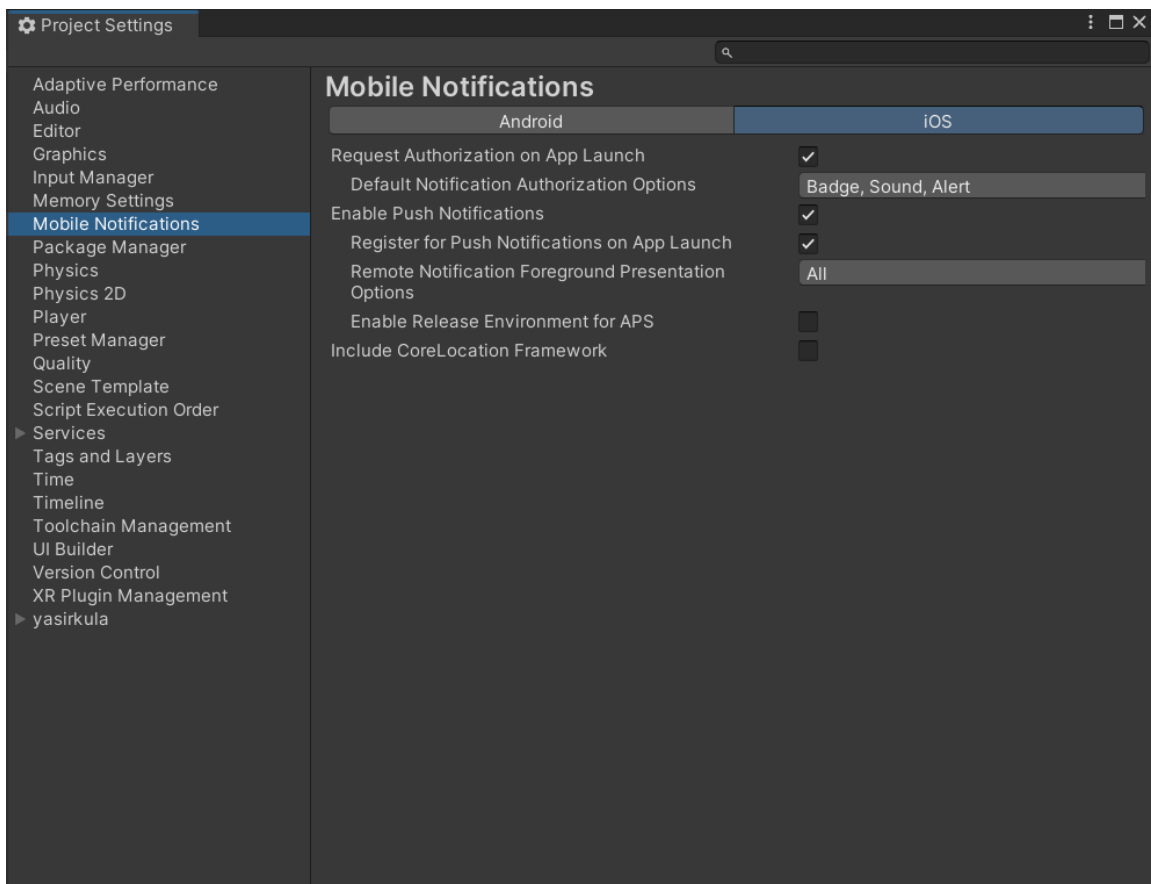 Project Settings
Adaptive Performance
Audio
Editor
Graphics
Input Manager
Memory Settings
Mobile Notifications
Package Manager
Physics
Physics 2D
Player
Preset Manager
Quality
Scene Template
Script Execution Order
Services
Tags and Layers
Time
Timeline
Toolchain Management
UI Builder
Version Control
XR Plugin Management
yasirkula
Mobile Notifications
Android
iOS
Request Authorization on App Launch
Default Notification Authorization Options
Badge, Sound, Alert
Enable Push Notifications
Register for Push Notifications on App Launch
Remote Notification Foreground Presentation
Options
All
Enable Release Environment for APS
Include CoreLocation Framework